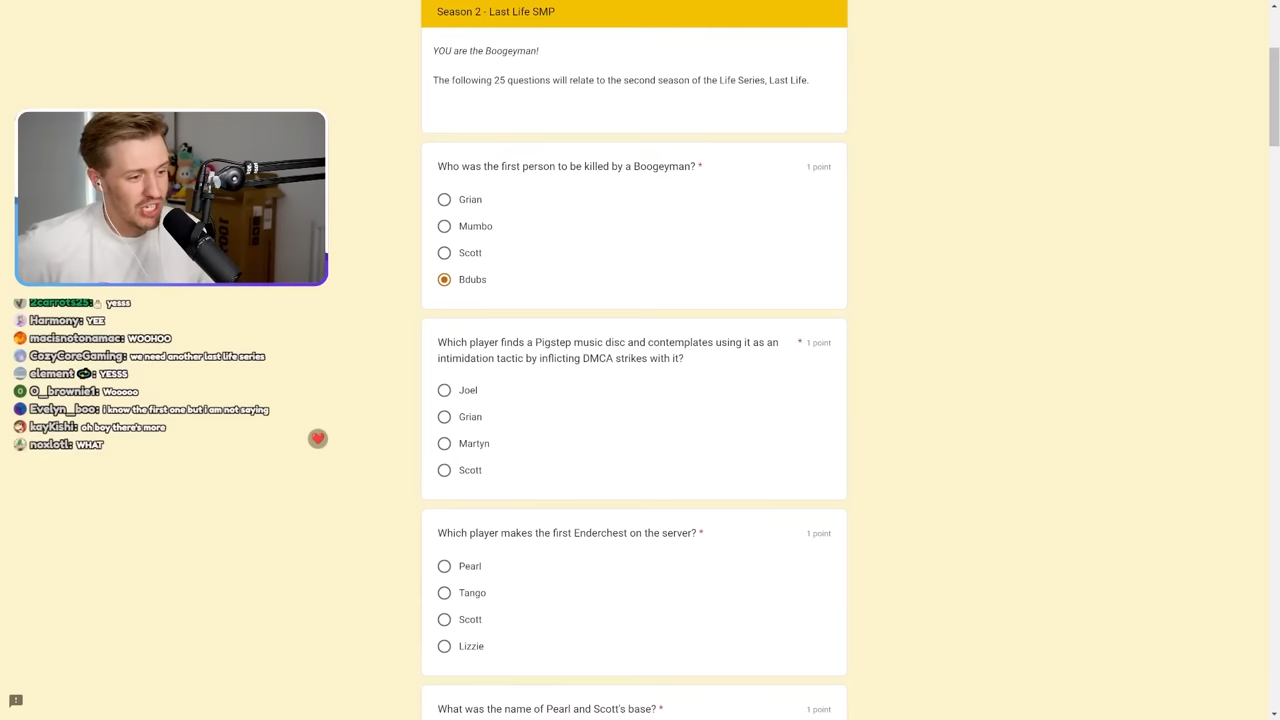 Season 2 - Last Life SMP
YOU are the Boogeyman!
The following 25 questions will relate to the second season of the Life Series, Last Life.
Who was the first person to be killed by a Boogeyman? *
1 point
Grian
Mumbo
Scott
Bdubs
Which player finds a Pigstep music disc and contemplates using it as an
intimidation tactic by inflicting DMCA strikes with it?
* 1 point
Joel
Grian
Martyn
Scott
Which player makes the first Enderchest on the server? *
1 point
Pearl
Tango
Scott
Lizzie
What was the name of Pearl and Scott's base? *
1 point
2carrots25: yesss
Harmony: YEE
macisnotonamac: WOOHOO
CozyCoreGaming: we need another last life series
element : YESSS
O_brownie1: Wooooo
Evelyn_boo: i know the first one but i am not saying
kayKishi: oh boy there's more
noxlotl: WHAT